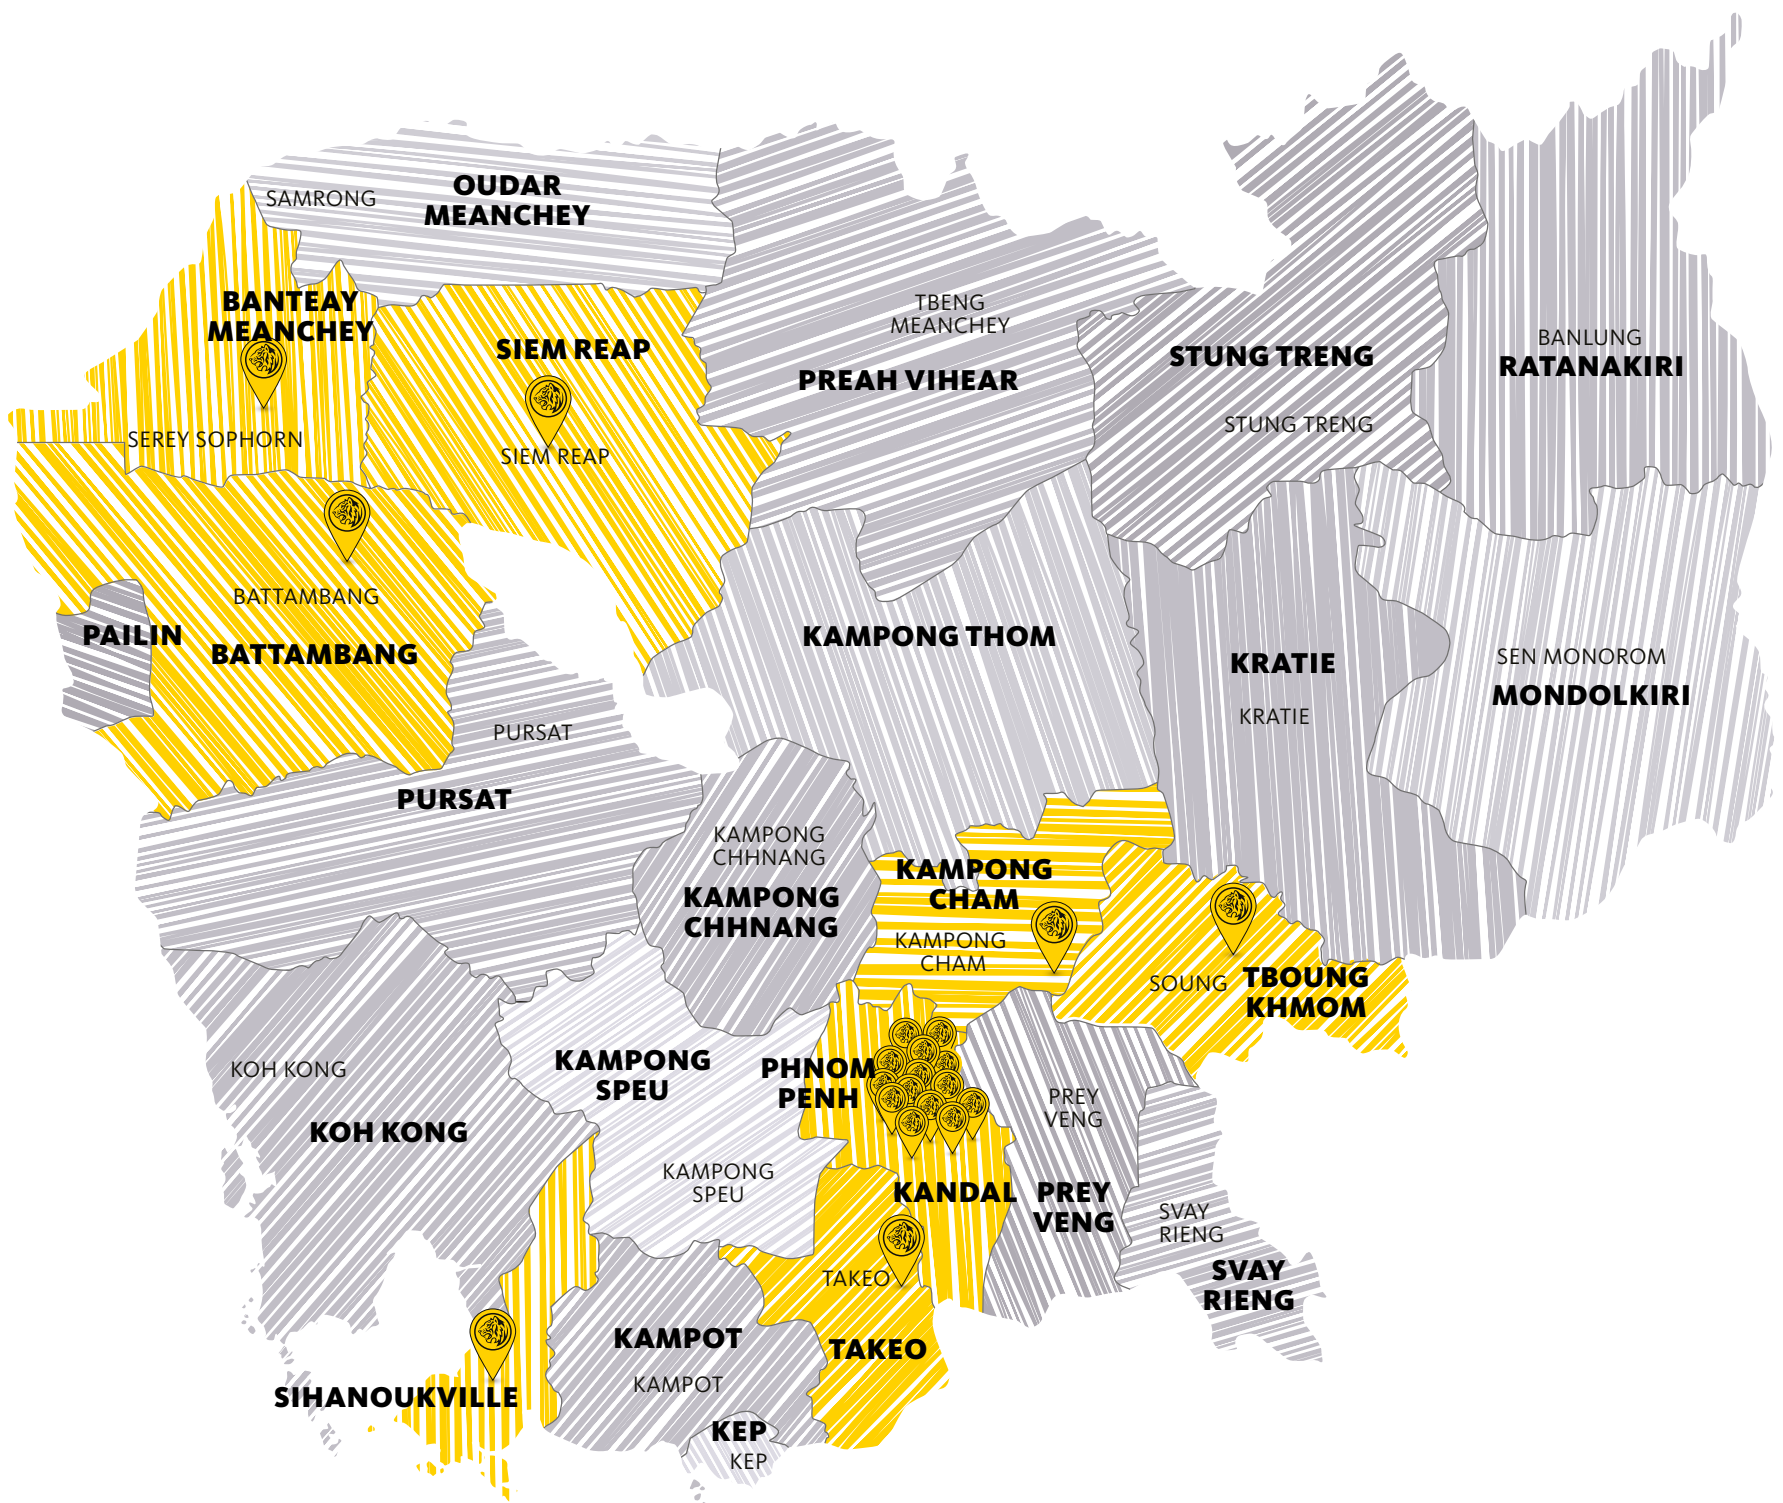 SAMRONG
OUDAR
MEANCHEY
BANTEAY
MEANCHEY
SEREY SOPHORN
SIEM REAP
SIEM REAP
TBENG
MEANCHEY
PREAH VIHEAR
STUNG TRENG
STUNG TRENG
BANLUNG
RATANAKIRI
BATTAMBANG
BATTAMBANG
PAILIN
KAMPONG THOM
KRATIE
KRATIE
SEN MONOROM
MONDOLKIRI
PURSAT
PURSAT
KAMPONG
CHHNANG
KAMPONG
CHHNANG
KAMPONG
CHAM
KAMPONG
CHAM
SOUNG
TBOUNG
KHMOM
KOH KONG
KOH KONG
KAMPONG
SPEU
KAMPONG
SPEU
PHNOM
PENH
PREY
VENG
KANDAL
PREY
VENG
SVAY
RIENG
SVAY
RIENG
TAKEO
TAKEO
KAMPOT
KAMPOT
SIHANOUKVILLE
KEP
KEP